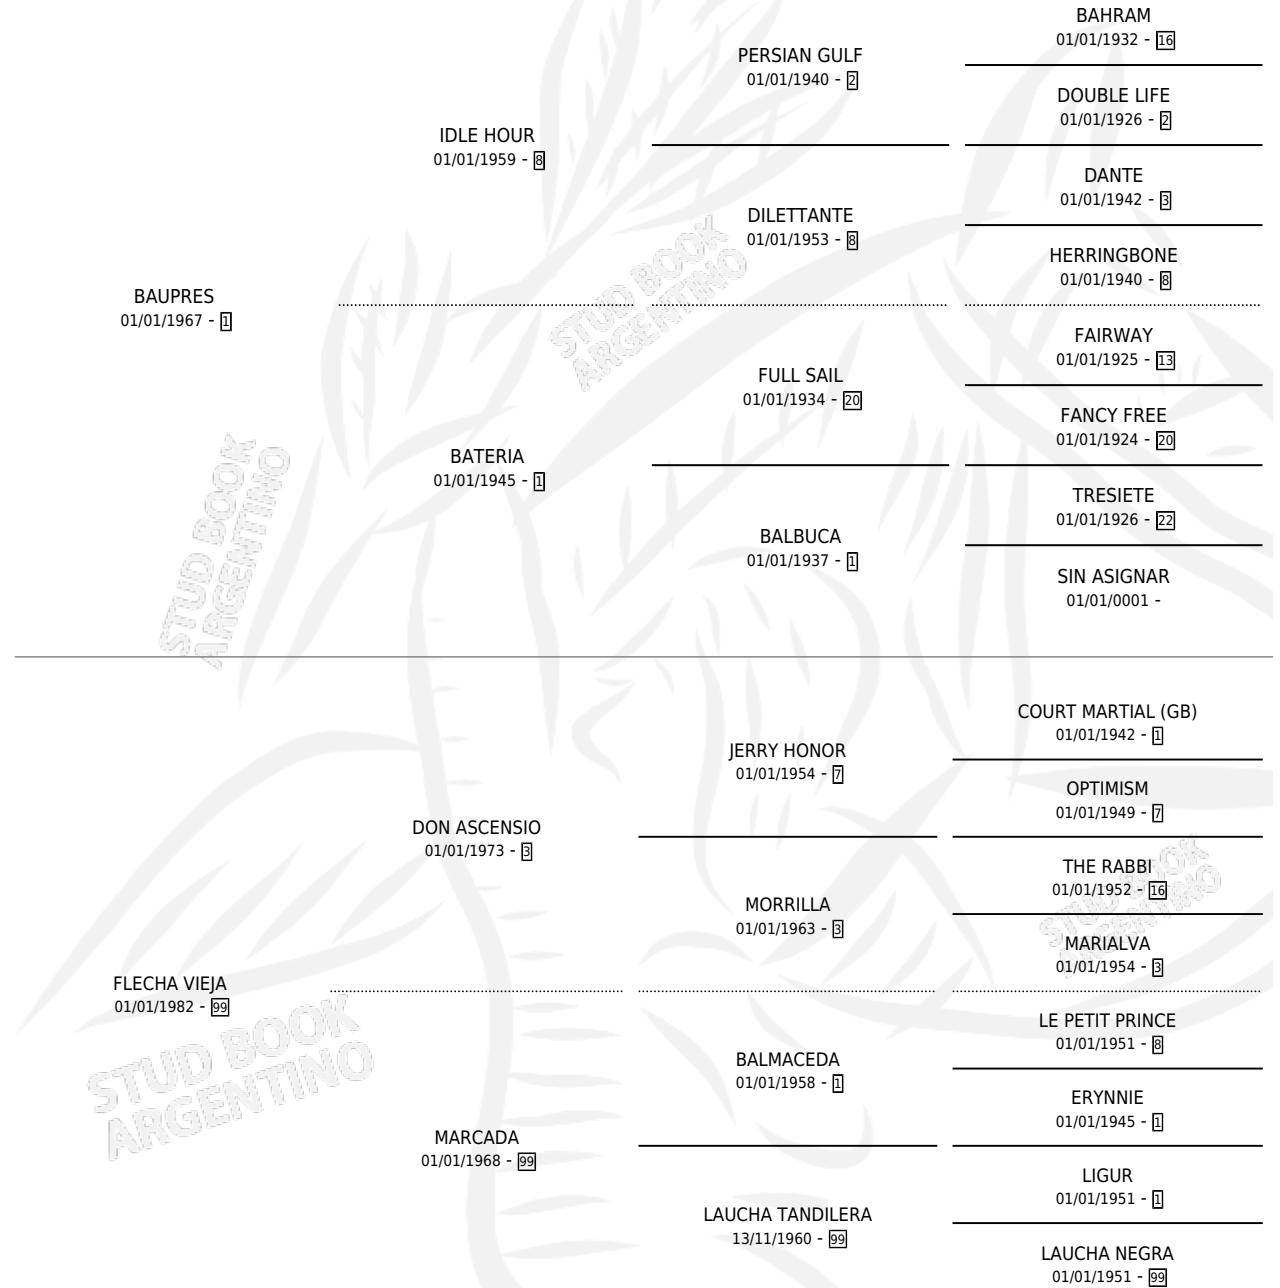 BAHRAM
01/01/1932 - 16
PERSIAN GULF
01/01/1940 - 2
DOUBLE LIFE
01/01/1926 - 2
IDLE HOUR
01/01/1959 - 8
DANTE
01/01/1942 - 3
DILETTANTE
01/01/1953 - 8
HERRINGBONE
01/01/1940 - 8
BAUPRES
01/01/1967 - 1
FAIRWAY
01/01/1925 - 13
FULL SAIL
01/01/1934 - 20
FANCY FREE
01/01/1924 - 20
BATERIA
01/01/1945 - 1
TRESIETE
01/01/1926 - 22
BALBUCA
01/01/1937 - 1
SIN ASIGNAR
01/01/0001 -
COURT MARTIAL (GB)
01/01/1942 - 1
JERRY HONOR
01/01/1954 - 7
OPTIMISM
01/01/1949 - 7
DON ASCENSIO
01/01/1973 - 3
THE RABBI
01/01/1952 - 16
MORRILLA
01/01/1963 - 3
MARIALVA
01/01/1954 - 3
FLECHA VIEJA
01/01/1982 - 99
LE PETIT PRINCE
01/01/1951 - 8
BALMACEDA
01/01/1958 - 1
ERYNNIE
01/01/1945 - 1
MARCADA
01/01/1968 - 99
LIGUR
01/01/1951 - 1
LAUCHA TANDILERA
13/11/1960 - 99
LAUCHA NEGRA
01/01/1951 - 99
STUD BOOK
ARGENTINO
STUD BOOK
ARGENTINO
STUD BOOK
ARGENTINO
STUD BOOK
ARGENTINO